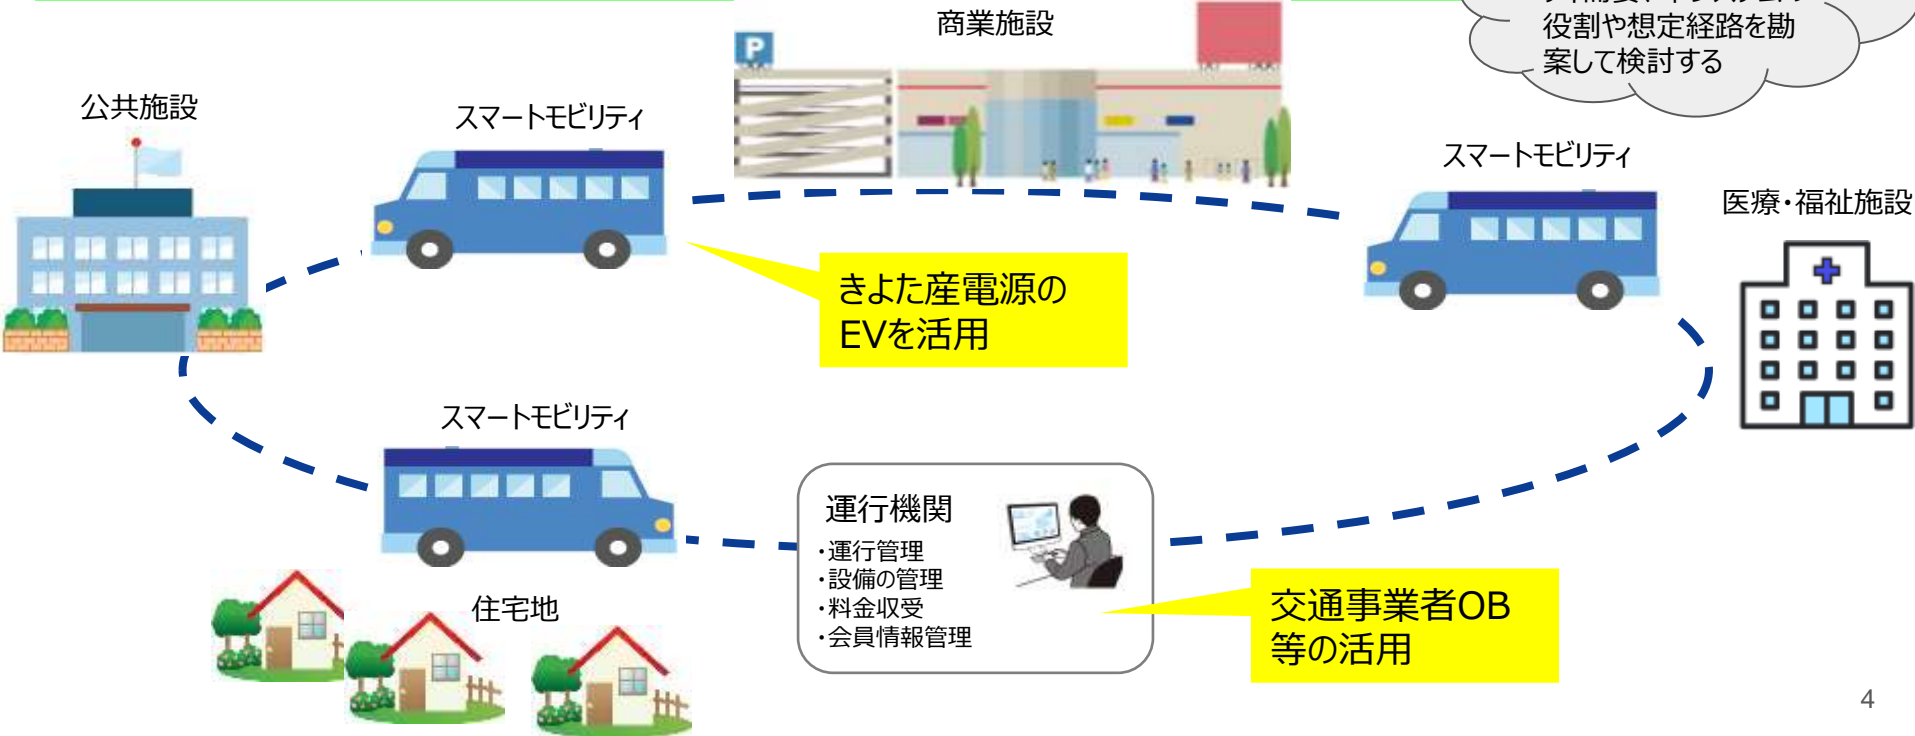 商業施設
役割や想定経路を勘
案して検討する
P
公共施設
スマートモビリティ
スマートモビリティ
医療・福祉施設
きよた産電源の
EVを活用
スマートモビリティ
運行機関
・運行管理
・設備の管理
・料金収受
・会員情報管理
住宅地
交通事業者OB
等の活用
4